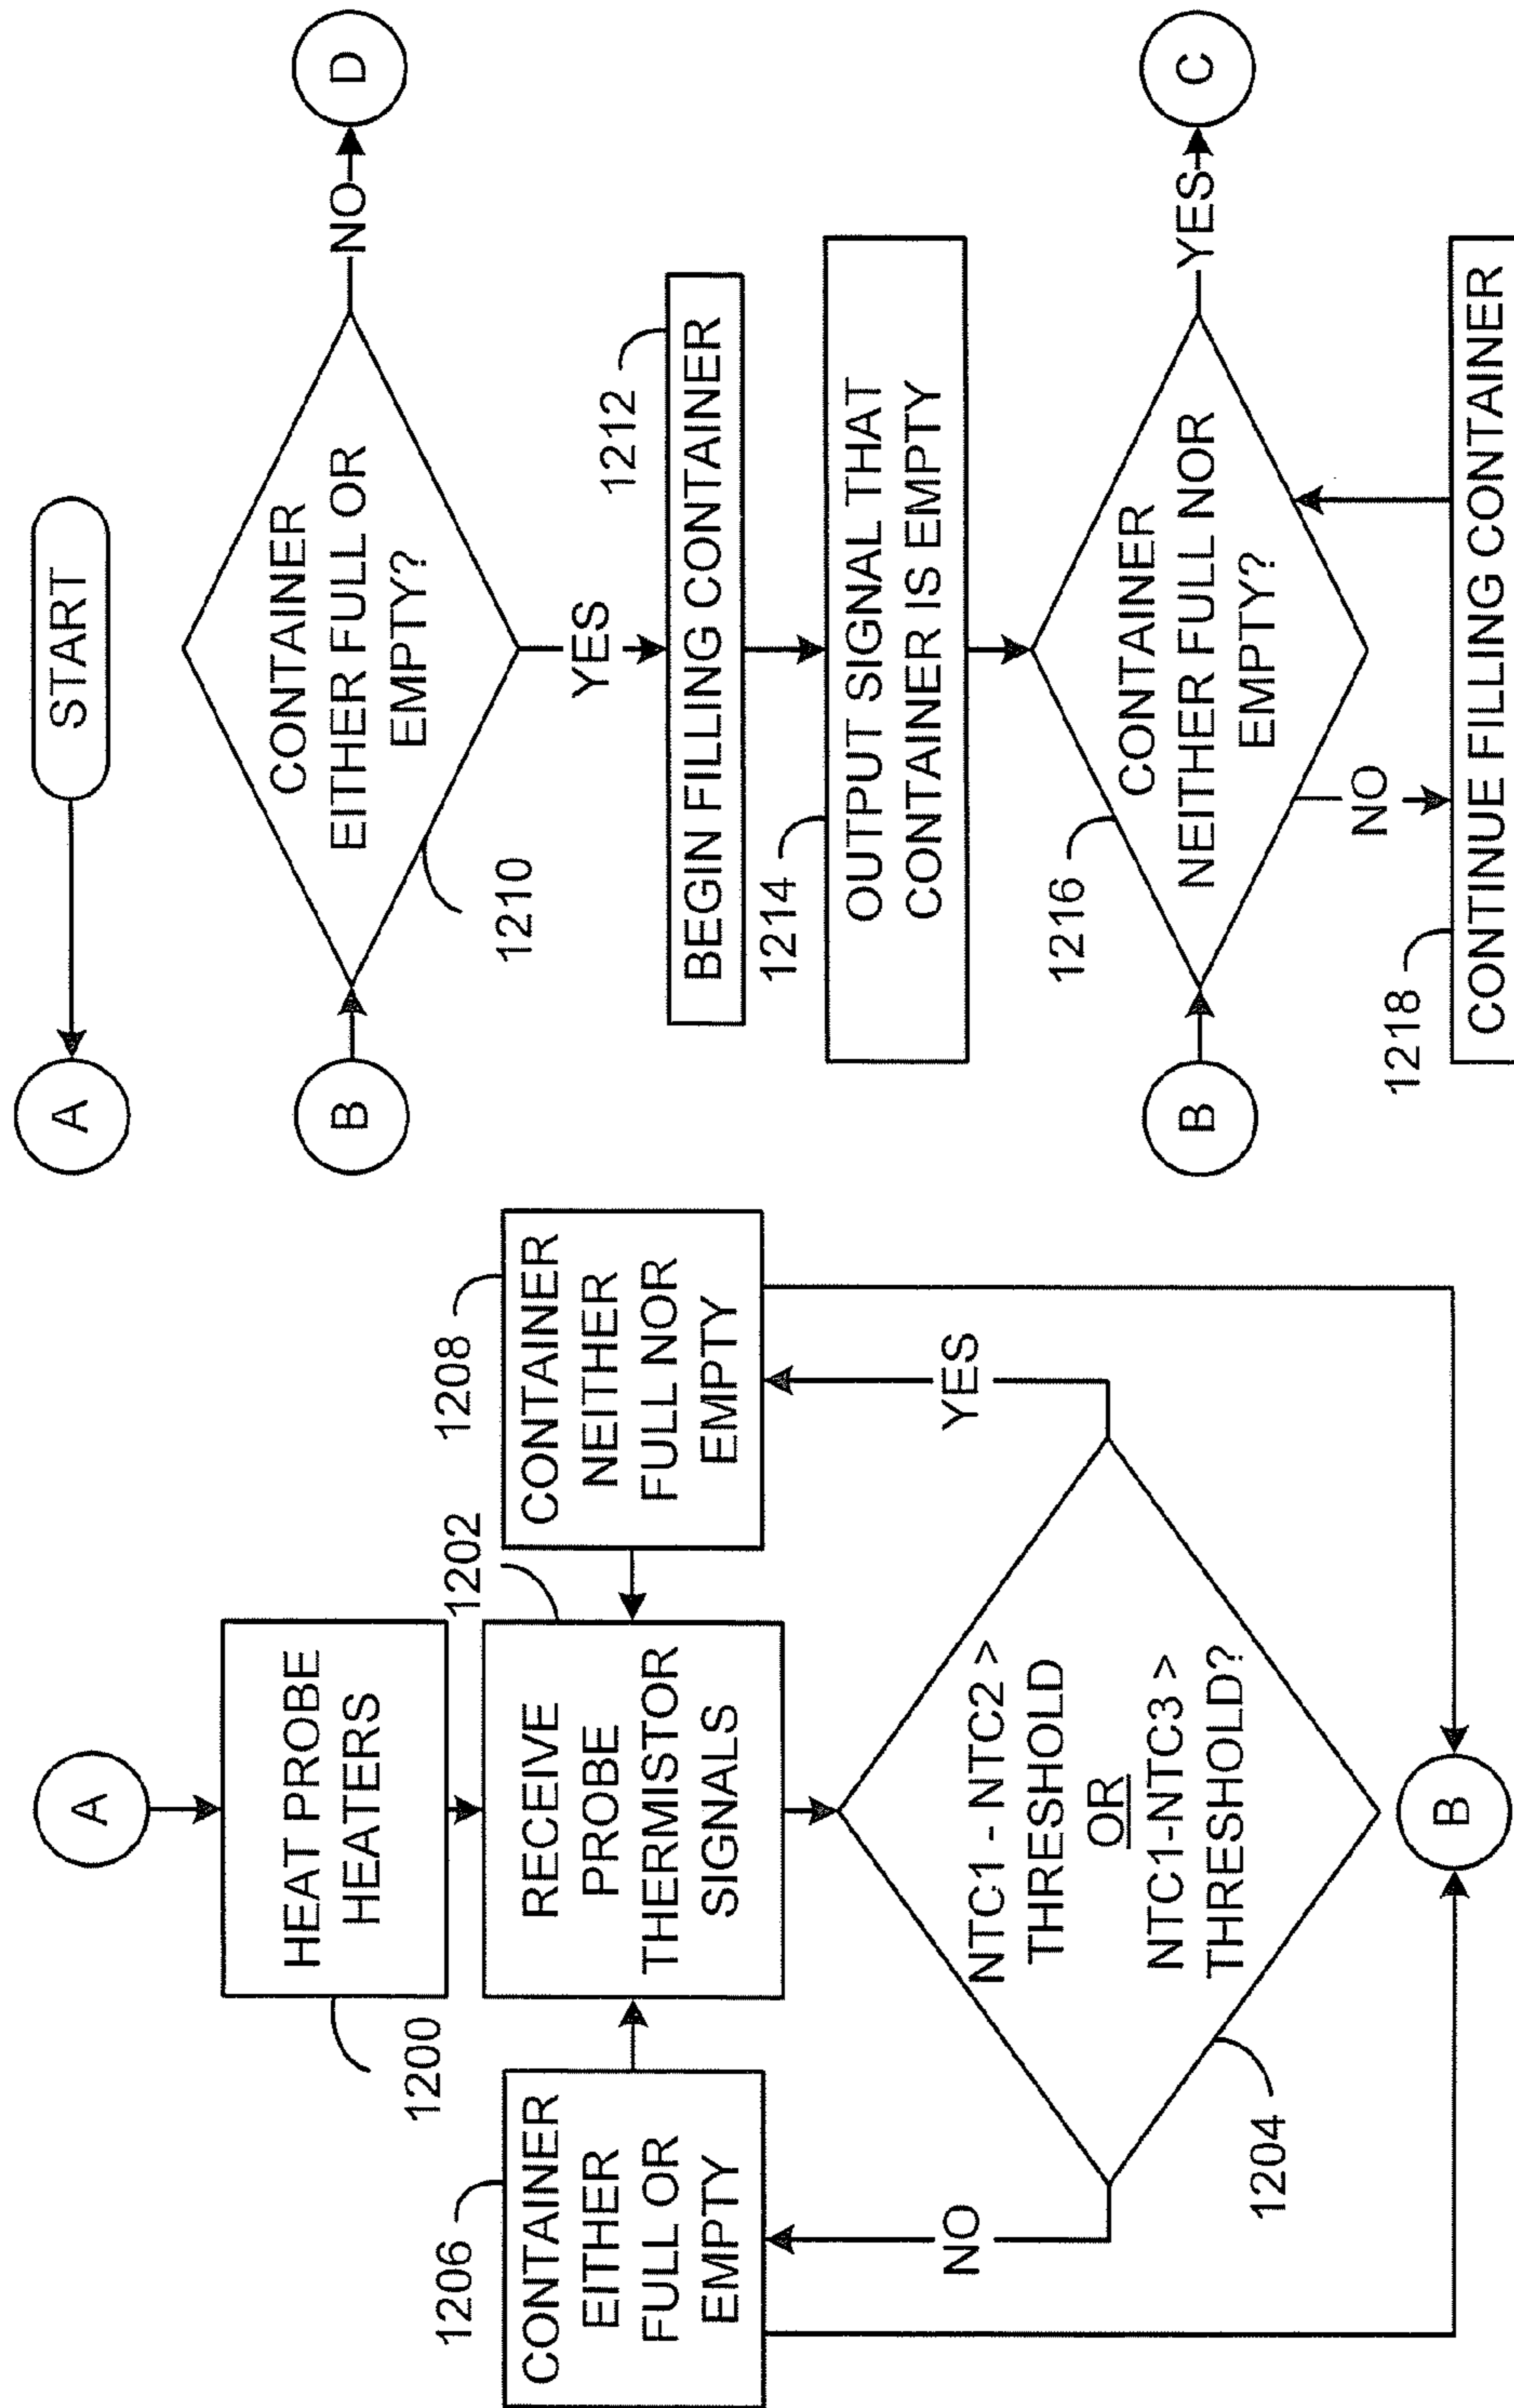 A
1200
HEAT PROBE
HEATERS
1202
RECEIVE
PROBE
THERMISTOR
SIGNALS
1206
CONTAINER
EITHER
FULL OR
EMPTY
1208
CONTAINER
NEITHER
FULL NOR
EMPTY
NO
YES
NTC1 - NTC2 >
THRESHOLD
OR
NTC1-NTC3 >
THRESHOLD?
1204
B
A
START
B
CONTAINER
EITHER FULL OR
EMPTY?
1210
NO
D
YES
1212
BEGIN FILLING CONTAINER
1214
OUTPUT SIGNAL THAT
CONTAINER IS EMPTY
B
1216
CONTAINER
NEITHER FULL NOR
EMPTY?
YES
C
NO
1218
CONTINUE FILLING CONTAINER